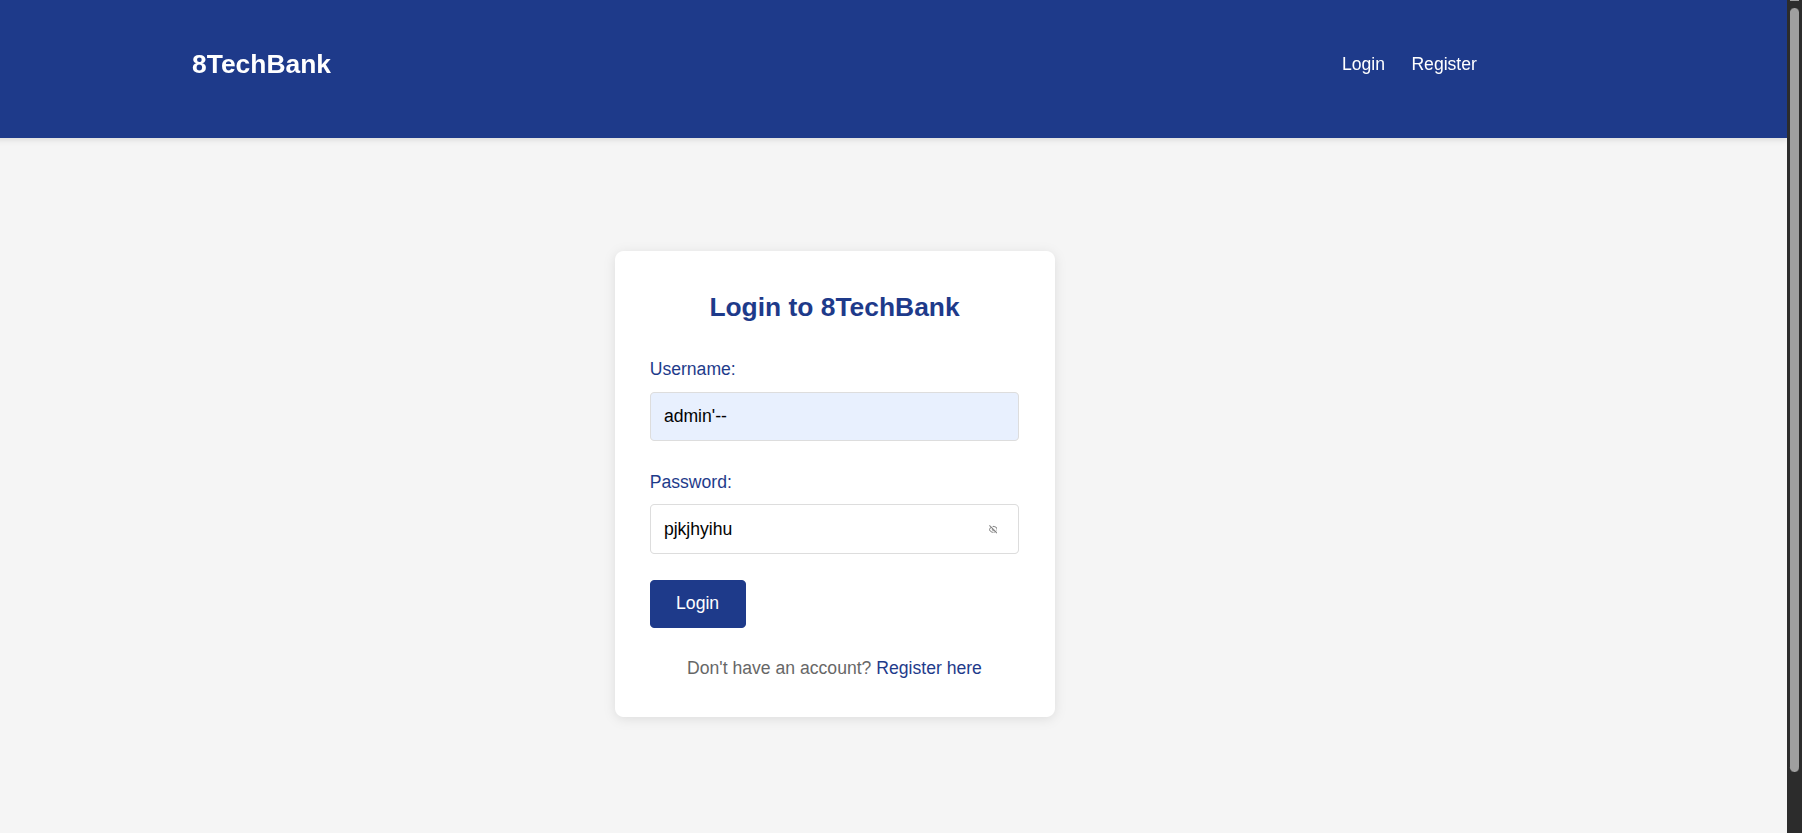 8TechBank
Login Register
Login to 8TechBank
Username:
admin'--
Password:
pjkjhyihu
Login
Don't have an account? Register here